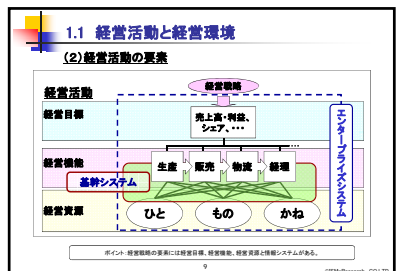 1.1 経営活動と経営環境
(2)経営活動の要素
経営戦略
経営活動
経営目標
売上高・利益、
シェア、・・・
エンタープライズシステム
経営機能
生産
販売
物流
経理
基幹システム
経営資源
ひと
もの
かね
ポイント:経営戦略の要素には経営目標、経営機能、経営資源と情報システムがある。
9